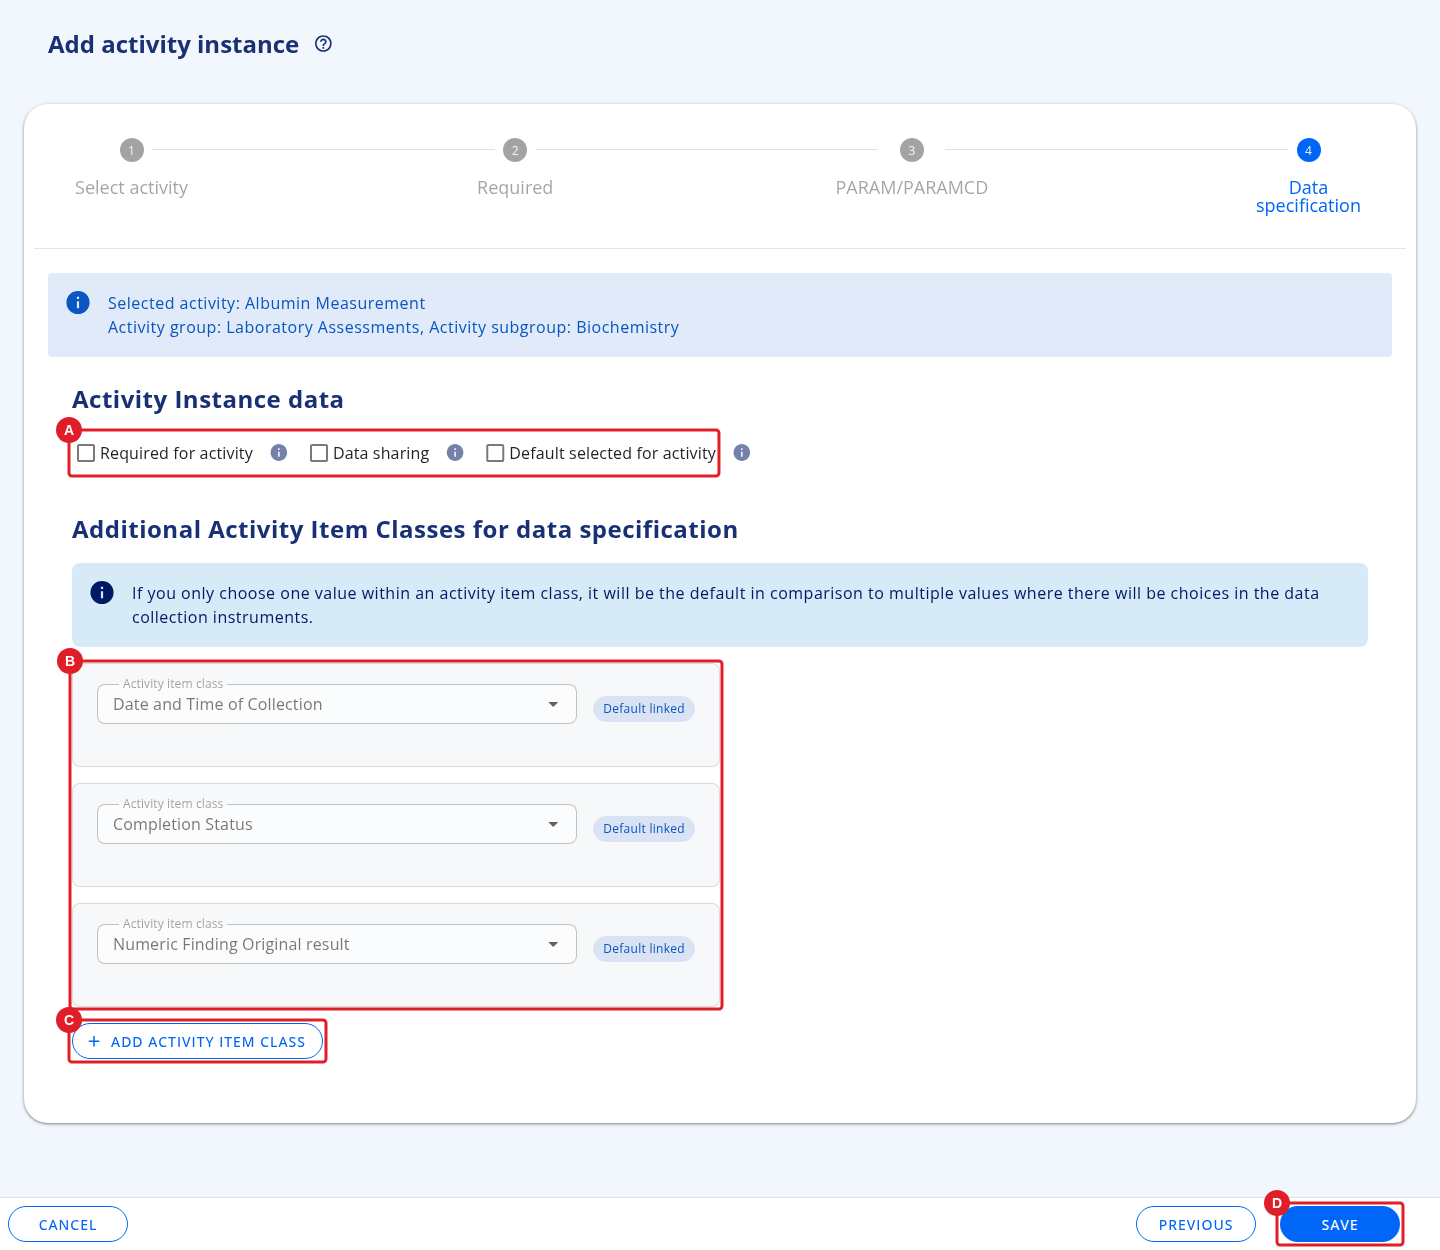 Add activity instance
1
2
3
4
Select activity
Required
PARAM/PARAMCD
Data
specification
Selected activity: Albumin Measurement
Activity group: Laboratory Assessments, Activity subgroup: Biochemistry
Activity Instance data
A
Required for activity
Data sharing
Default selected for activity
Additional Activity Item Classes for data specification
If you only choose one value within an activity item class, it will be the default in comparison to multiple values where there will be choices in the data
collection instruments.
B
Activity item class
Date and Time of Collection
Default linked
Activity item class
Completion Status
Default linked
Activity item class
Numeric Finding Original result
Default linked
C
+ ADD ACTIVITY ITEM CLASS
CANCEL
PREVIOUS
D
SAVE